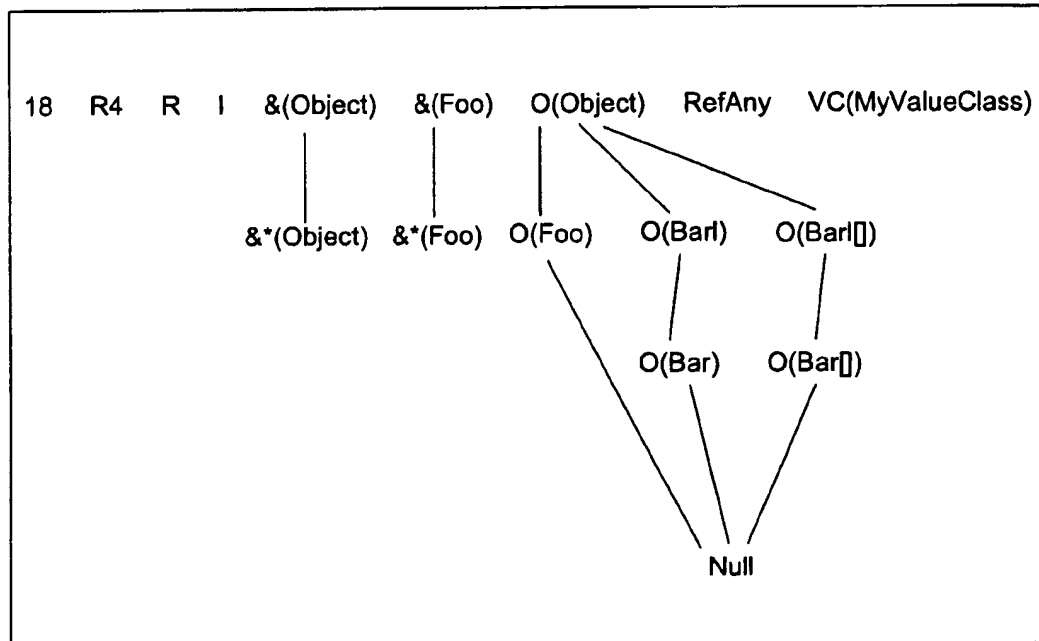 18 R4 R I &(Object) &(Foo) O(Object) RefAny VC(MyValueClass)
&*(Object) &*(Foo) O(Foo) O(BarI) O(BarI[])
O(Bar) O(Bar[])
Null